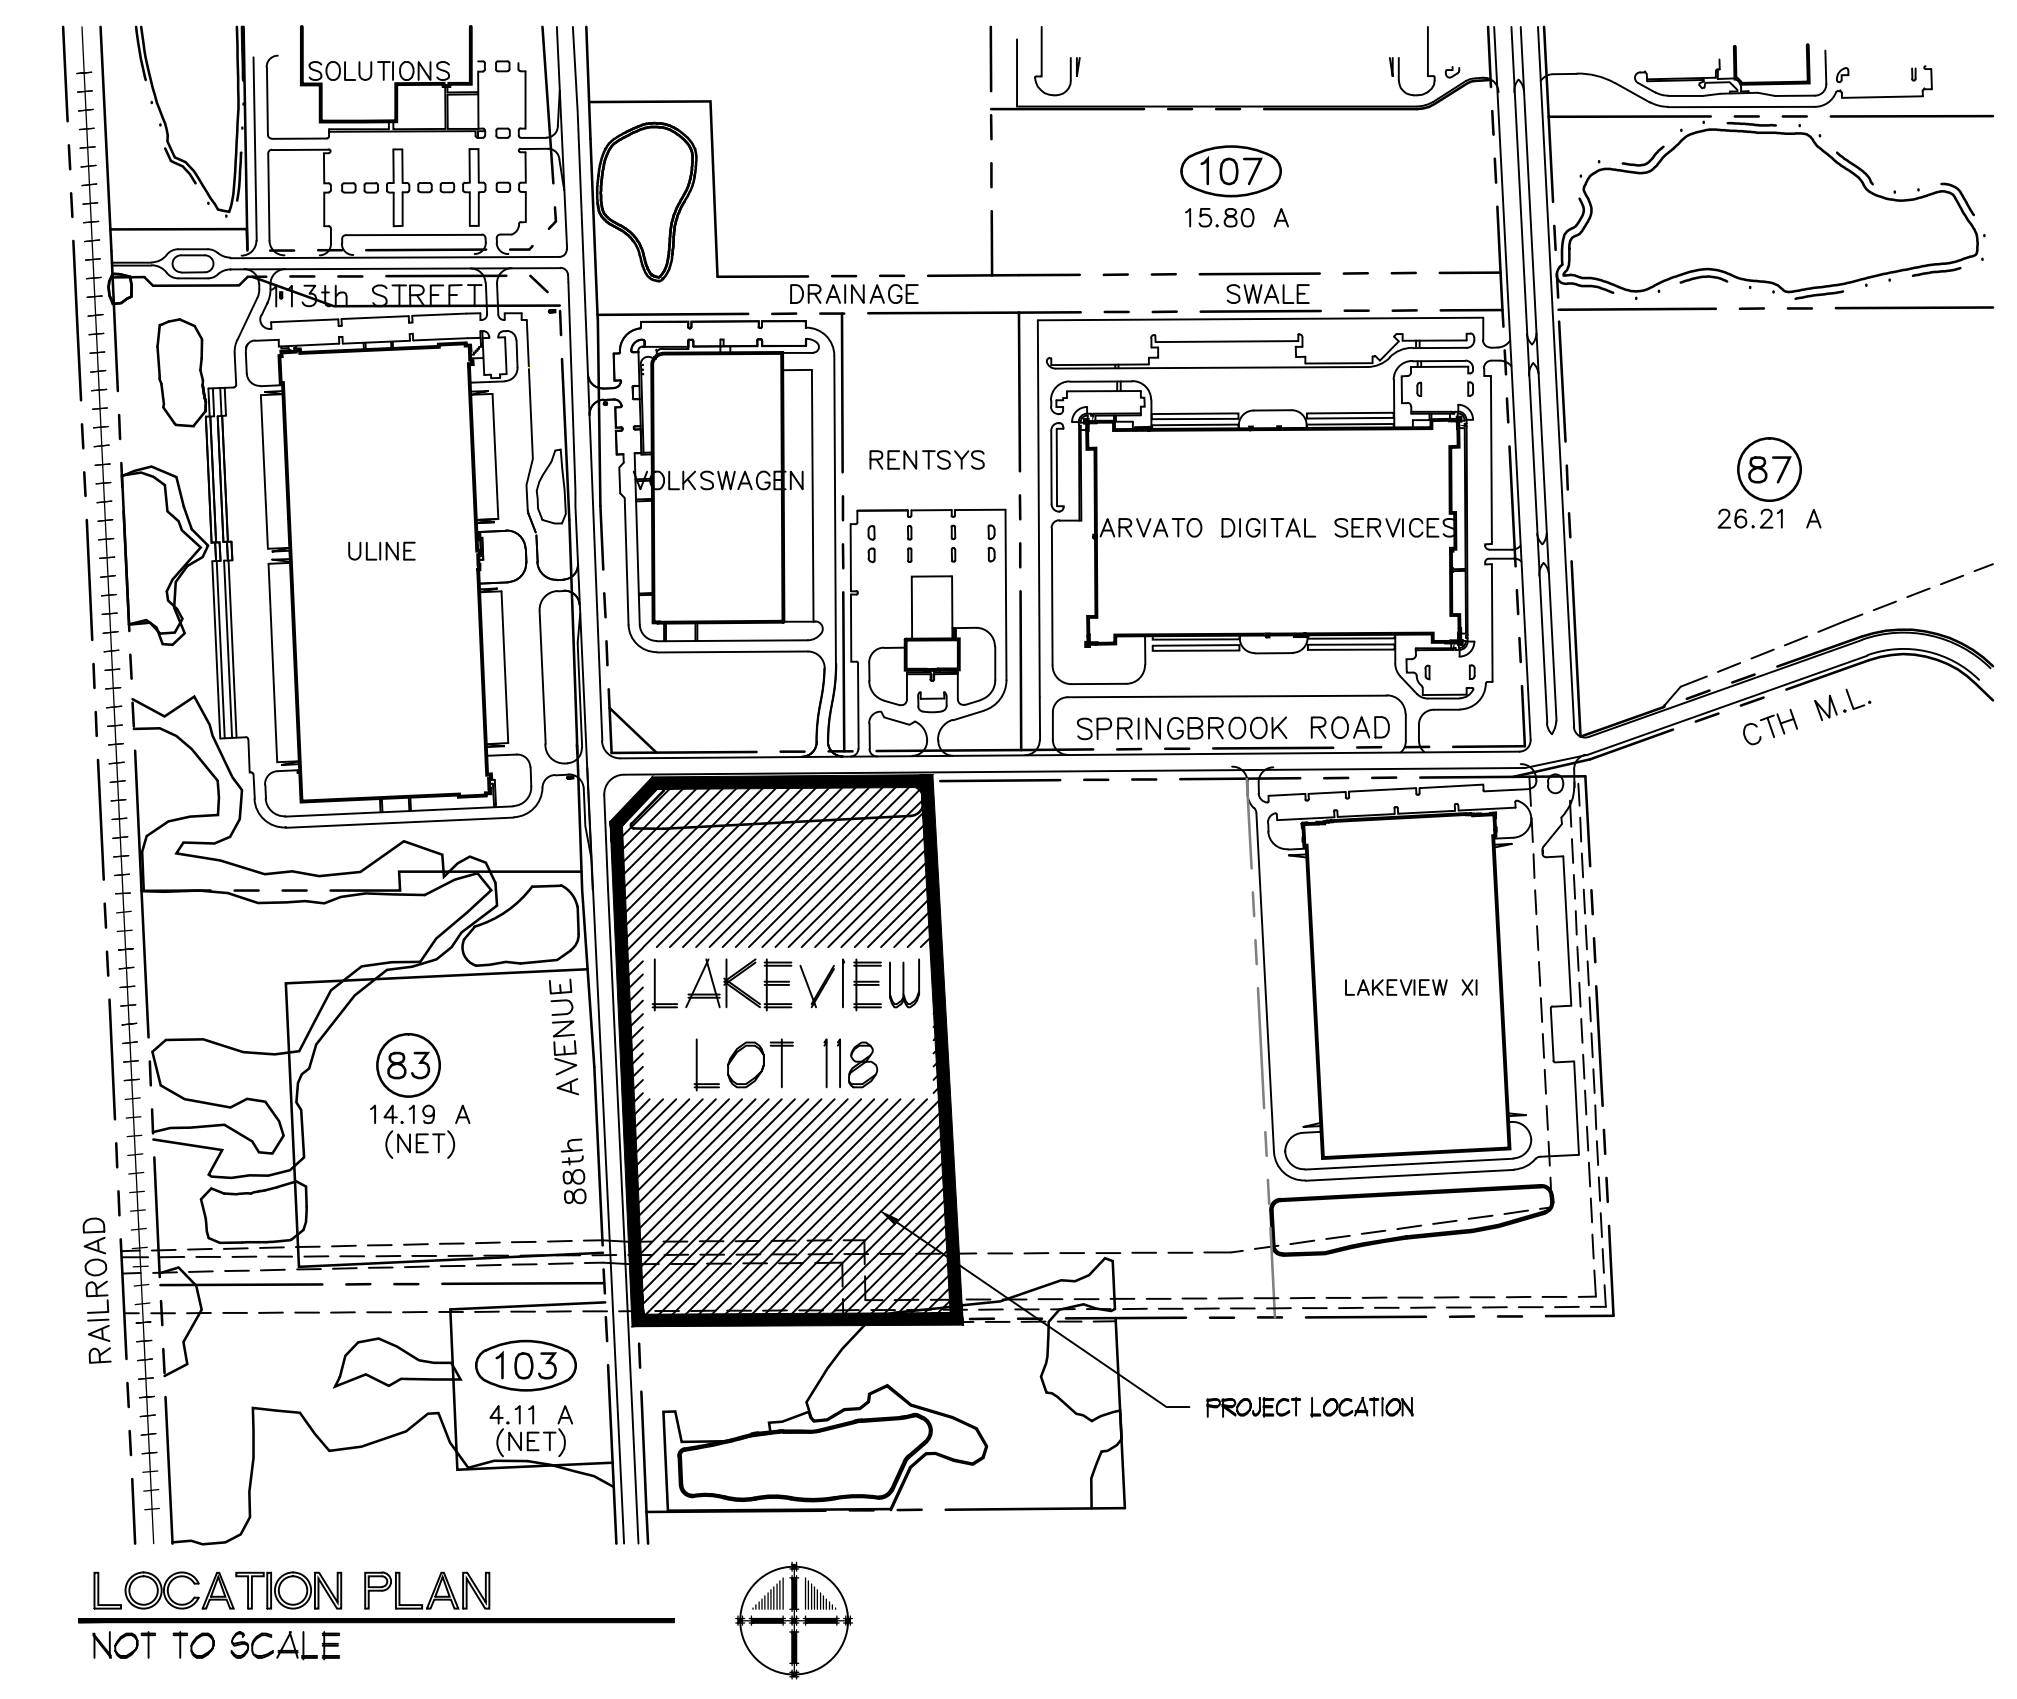 SOLUTIONS
107
15.80 A
113th STREET
DRAINAGE SWALE
RENTSYS
87
VOLKSWAGEN
26.21 A
ARVATO DIGITAL SERVICES
ULINE
SPRINGBROOK ROAD
CTH M.L.
LAKEVIEW
LOT 118
LAKEVIEW XI
88th AVENUE
83
14.19 A
(NET)
RAILROAD
103
4.11 A
(NET)
PROJECT LOCATION
LOCATION PLAN
NOT TO SCALE